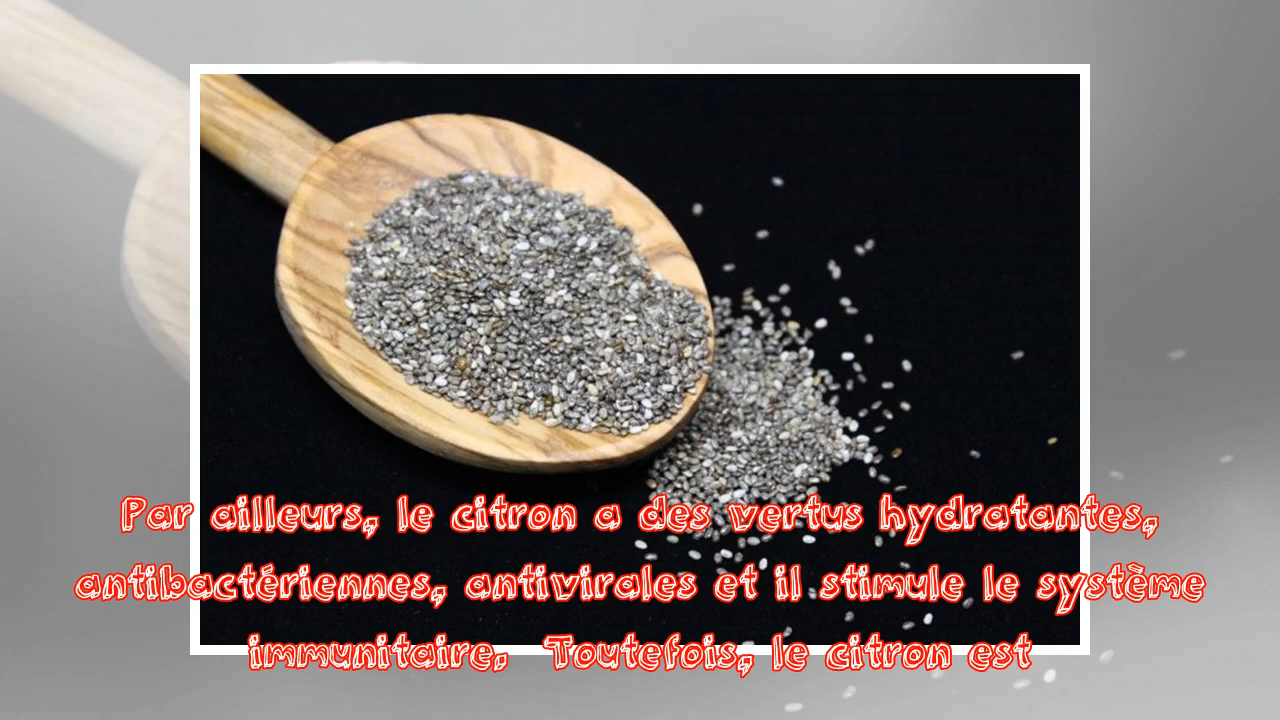 Par ailleurs, le citron a des vertus hydratantes,
antibactériennes, antivirales et il stimule le système
immunitaire. Toutefois, le citron est